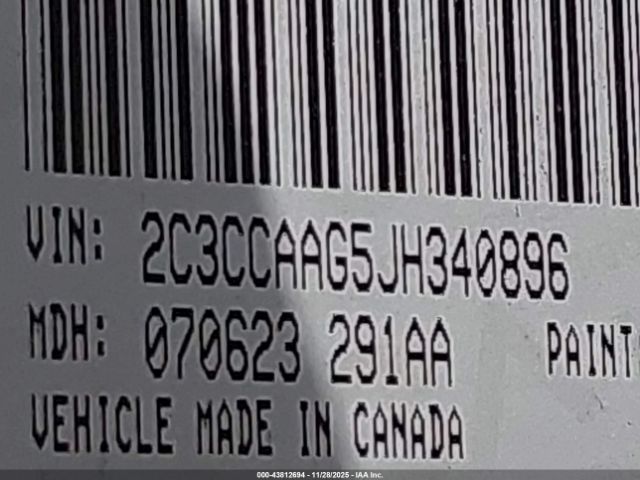 VIN: 2C3CCAAG5JH340896
MDH: 070623 291AA PAINT
VEHICLE MADE IN CANADA
000-43812694 - 11/28/2025 - IAA Inc.